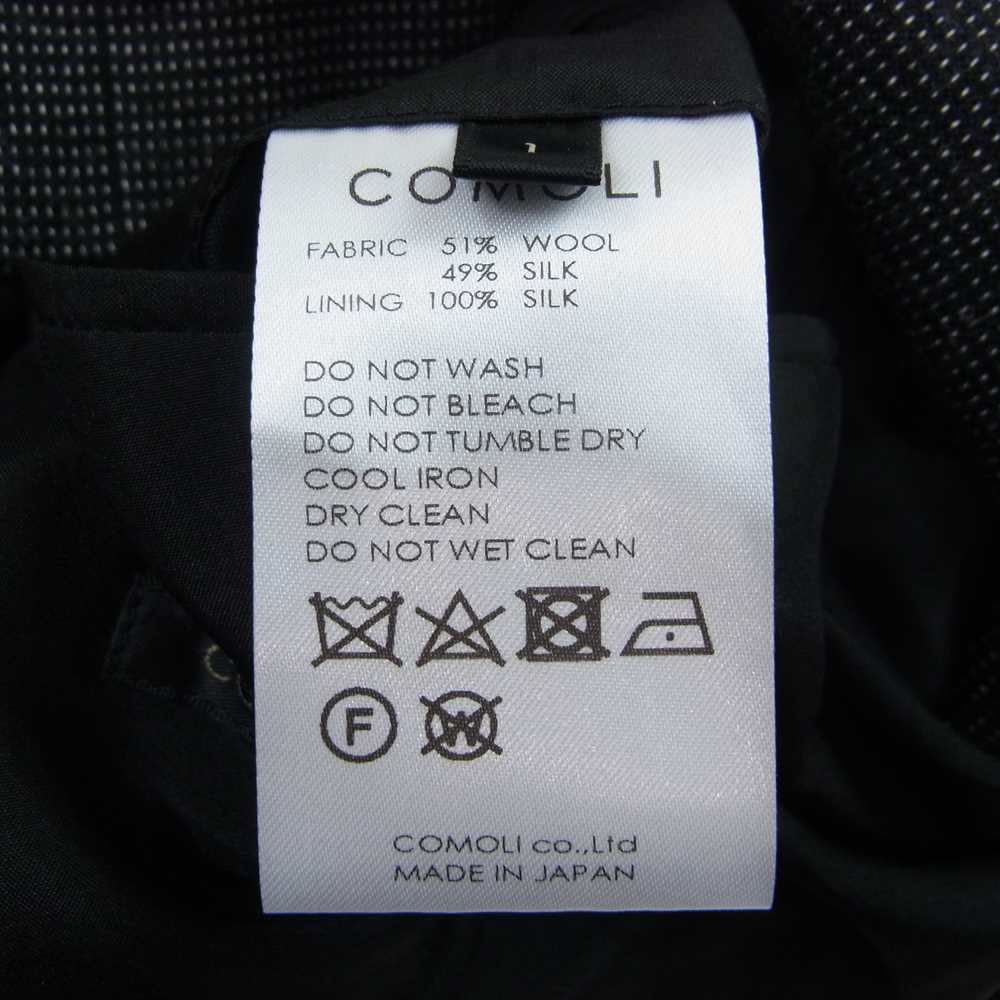 1
COMOLI
FABRIC 51% WOOL
49% SILK
LINING 100% SILK
DO NOT WASH
DO NOT BLEACH
DO NOT TUMBLE DRY
COOL IRON
DRY CLEAN
DO NOT WET CLEAN
F W
COMOLI co.,Ltd
MADE IN JAPAN